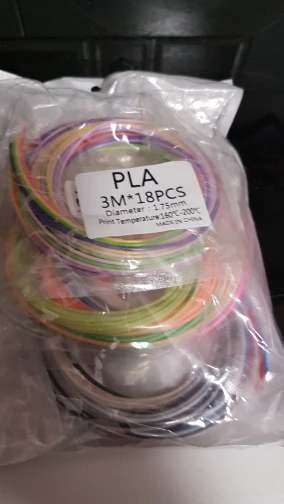 PLA
3M*18PCS
Diameter : 1.75mm
Print Temperature:160℃-200℃
MADE IN CHINA